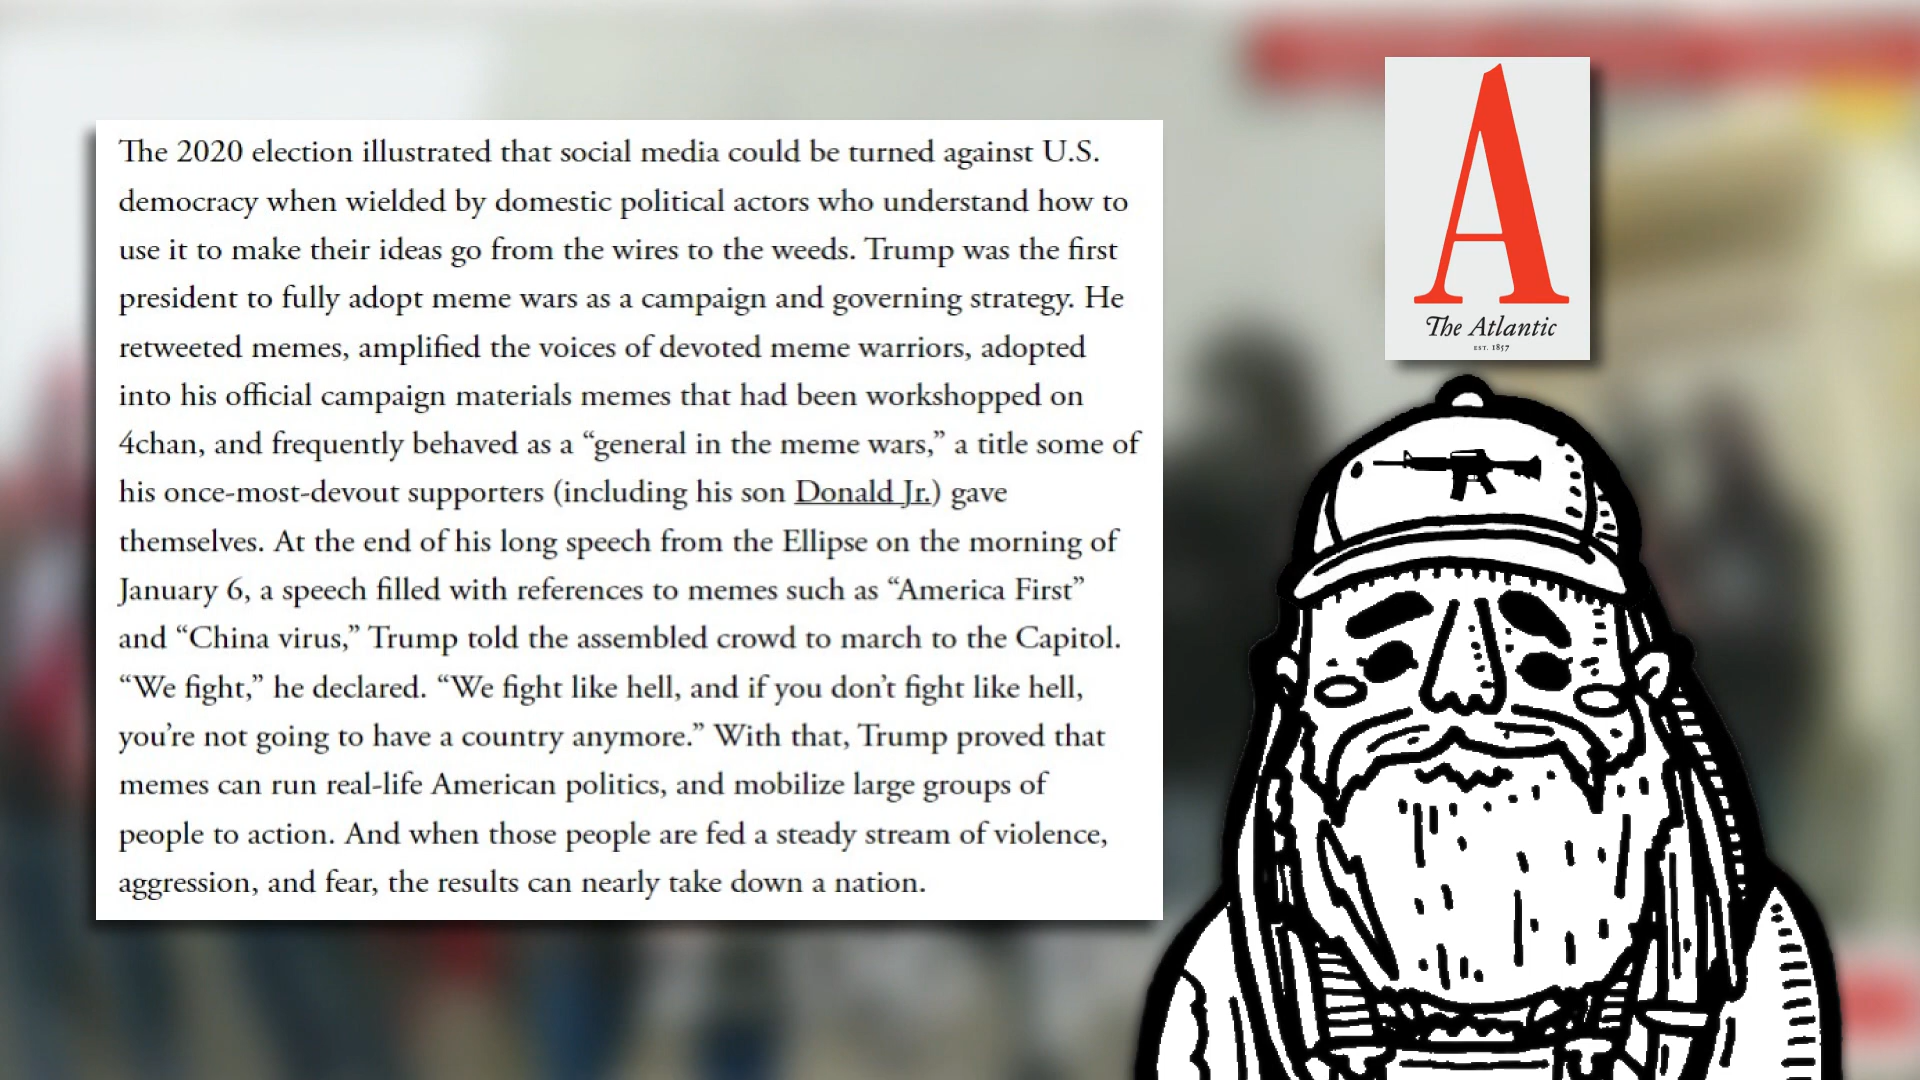 The 2020 election illustrated that social media could be turned against U.S.
democracy when wielded by domestic political actors who understand how to
use it to make their ideas go from the wires to the weeds. Trump was the first
president to fully adopt meme wars as a campaign and governing strategy. He
retweeted memes, amplified the voices of devoted meme warriors, adopted
into his official campaign materials memes that had been workshopped on
4chan, and frequently behaved as a “general in the meme wars,” a title some of
his once-most-devout supporters (including his son Donald Jr.) gave
themselves. At the end of his long speech from the Ellipse on the morning of
January 6, a speech filled with references to memes such as “America First”
and “China virus,” Trump told the assembled crowd to march to the Capitol.
“We fight,” he declared. “We fight like hell, and if you don’t fight like hell,
you’re not going to have a country anymore.” With that, Trump proved that
memes can run real-life American politics, and mobilize large groups of
people to action. And when those people are fed a steady stream of violence,
aggression, and fear, the results can nearly take down a nation.
A
The Atlantic
EST. 1857